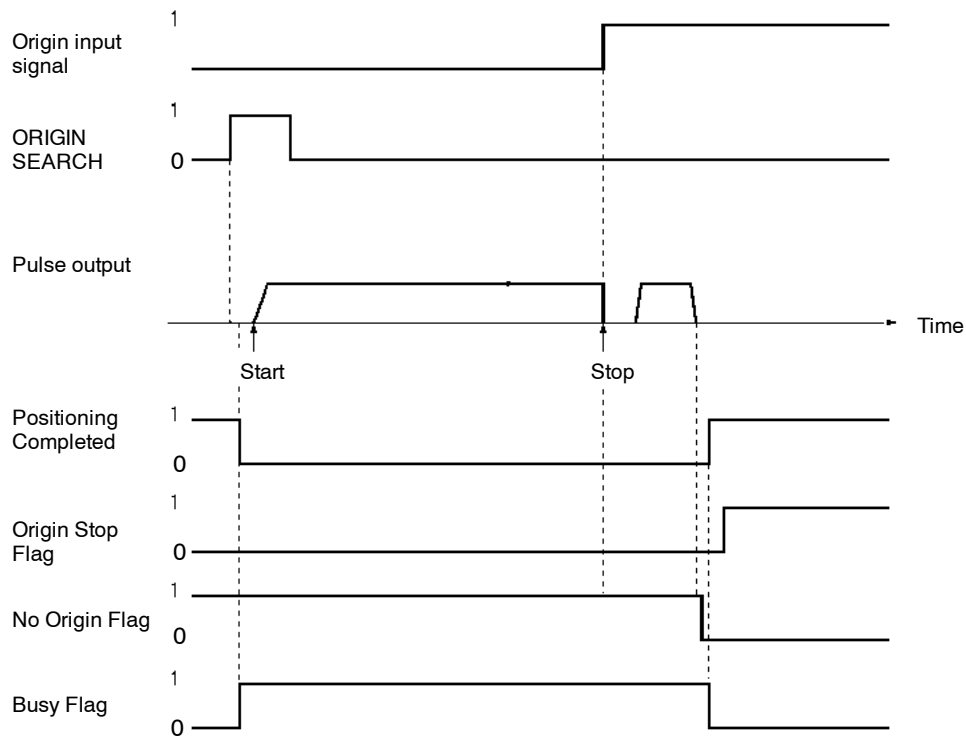 1
Origin input
signal
1
ORIGIN
SEARCH
0
Pulse output
Time
Start
Stop
Positioning
Completed
1
0
1
Origin Stop
Flag
0
1
No Origin Flag
0
1
Busy Flag
0